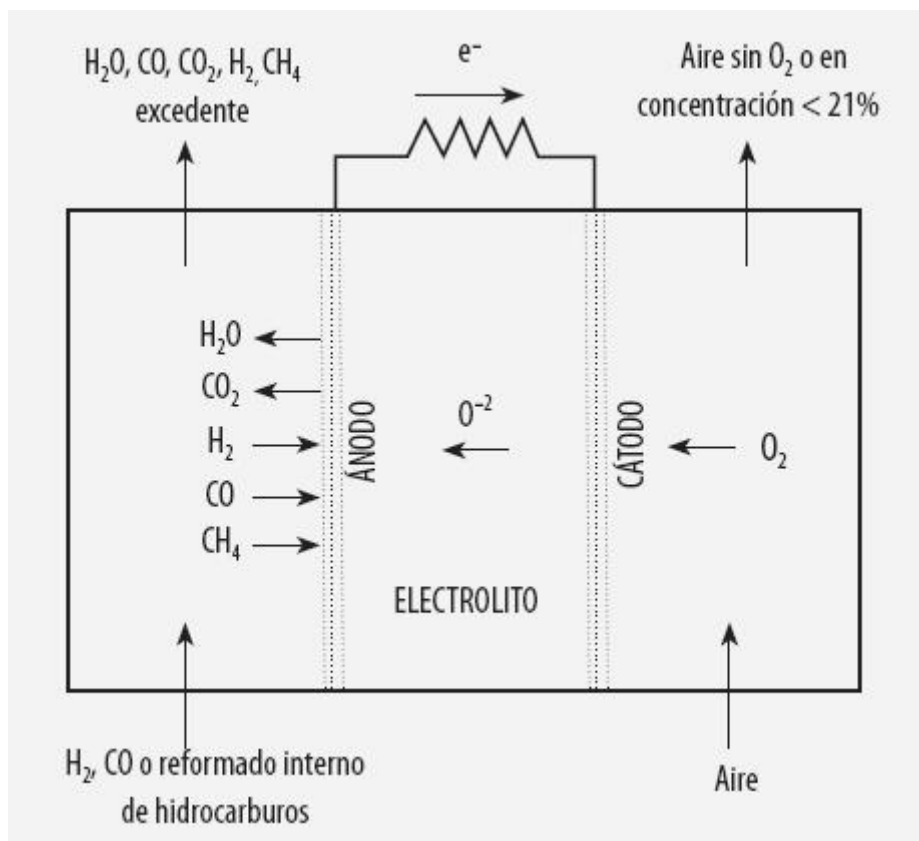 H₂O, CO, CO₂, H₂, CH₄
excedente
e⁻
Aire sin O₂ o en
concentración < 21%
H₂O
CO₂
H₂
CO
CH₄
ÁNODO
O⁻²
CÁTODO
O₂
ELECTROLITO
H₂, CO o reformado interno
de hidrocarburos
Aire